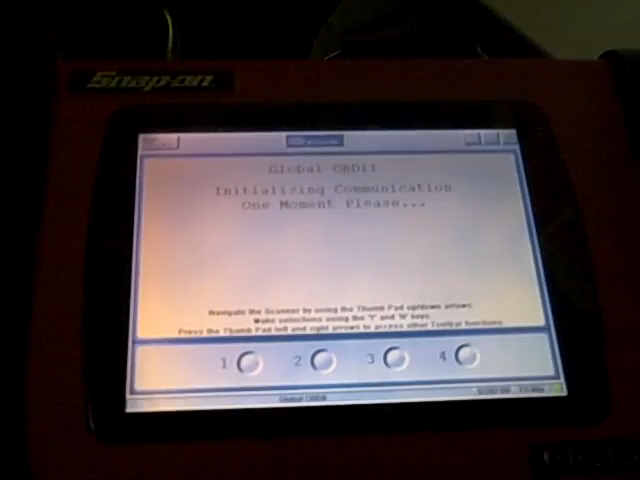 Snap-on
Global OBDII
Initializing Communication
One Moment Please...
Navigate the Scanner by using the Thumb Pad up/down arrows.
Make selections using the 'Y' and 'N' keys.
Press the Thumb Pad left and right arrows to access other Toolbar functions.
1 2 3 4
Global OBDII